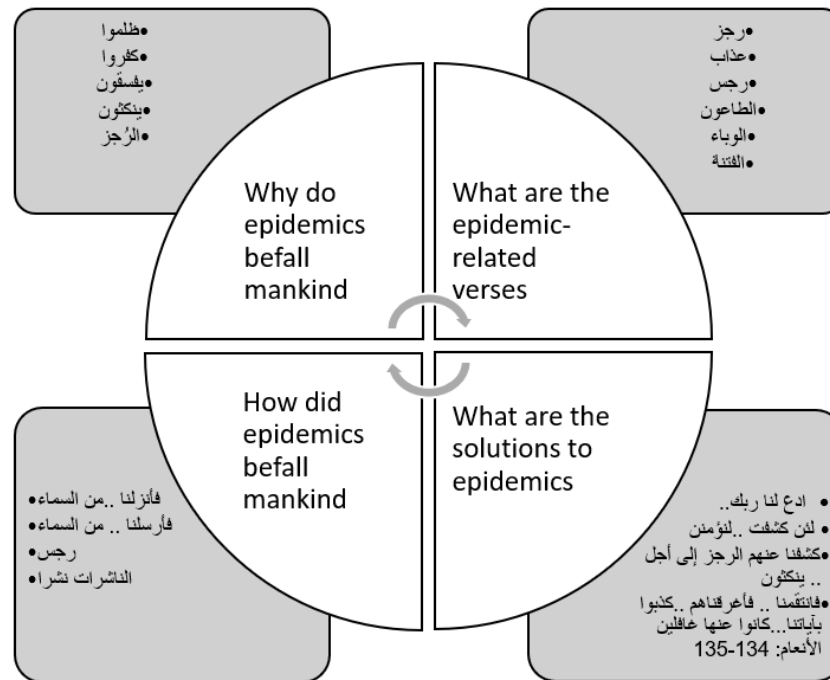 •ظلموا
•كفروا
•يفسقون
•ينكثون
•الرُجز
Why do
epidemics
befall
mankind
•رجز
•عذاب
•رجس
•الطاعون
•الوباء
•الفتنة
What are the
epidemic-
related
verses
How did
epidemics
befall
mankind
•فأنزلنا ..من السماء
•فأرسلنا .. من السماء
•رجس
•الناشرات نشرا
What are the
solutions to
epidemics
• ادع لنا ربك..
• لئن كشفت ..لنؤمنن
•كشفنا عنهم الرجز إلى أجل
.. ينكثون
•فانتقمنا .. فأغرقناهم ..كذبوا
بآياتنا...كانوا عنها غافلين
الأنعام: 134-135